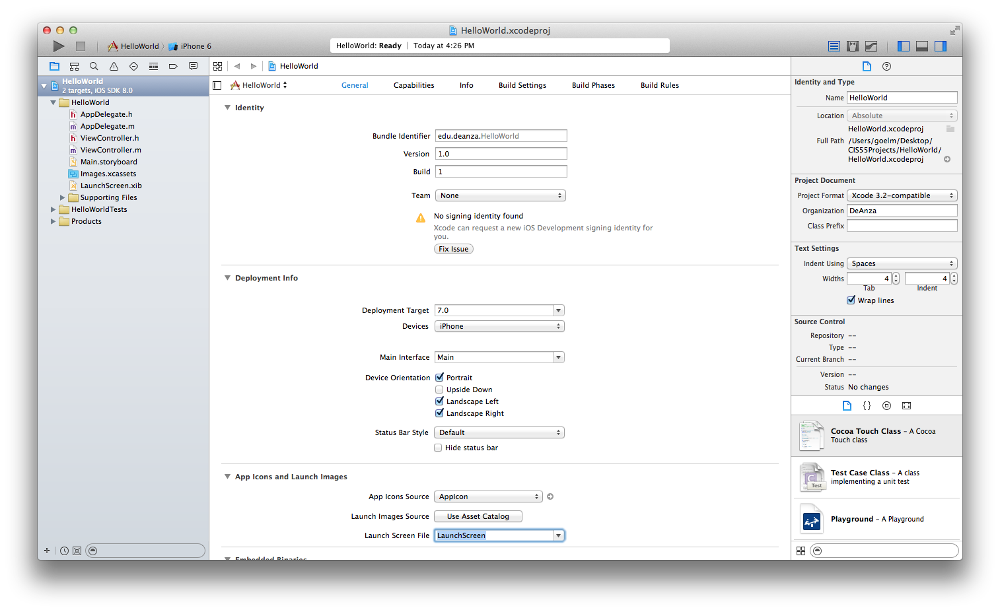 HelloWorld.xcodeproj
HelloWorld
iPhone 6
HelloWorld: Ready | Today at 4:26 PM
HelloWorld
2 targets, iOS SDK 8.0
HelloWorld
AppDelegate.h
AppDelegate.m
ViewController.h
ViewController.m
Main.storyboard
Images.xcassets
LaunchScreen.xib
Supporting Files
HelloWorldTests
Products
HelloWorld
HelloWorld
General
Capabilities
Info
Build Settings
Build Phases
Build Rules
Identity
Bundle Identifier edu.deanza.HelloWorld
Version 1.0
Build 1
Team None
No signing identity found
Xcode can request a new iOS Development signing identity for
you.
Fix Issue
Deployment Info
Deployment Target 7.0
Devices iPhone
Main Interface Main
Device Orientation Portrait
Upside Down
Landscape Left
Landscape Right
Status Bar Style Default
Hide status bar
App Icons and Launch Images
App Icons Source AppIcon
Launch Images Source Use Asset Catalog
Launch Screen File LaunchScreen
Embedded Binaries
Identity and Type
Name HelloWorld
Location Absolute
HelloWorld.xcodeproj
Full Path /Users/goelm/Desktop/
CIS55Projects/HelloWorld/
HelloWorld.xcodeproj
Project Document
Project Format Xcode 3.2-compatible
Organization DeAnza
Class Prefix
Text Settings
Indent Using Spaces
Widths 4 4
Tab Indent
Wrap lines
Source Control
Repository --
Type --
Current Branch --
Version --
Status No changes
{}
Cocoa Touch Class - A Cocoa
Touch class
Test
Test Case Class - A class
implementing a unit test
Playground - A Playground